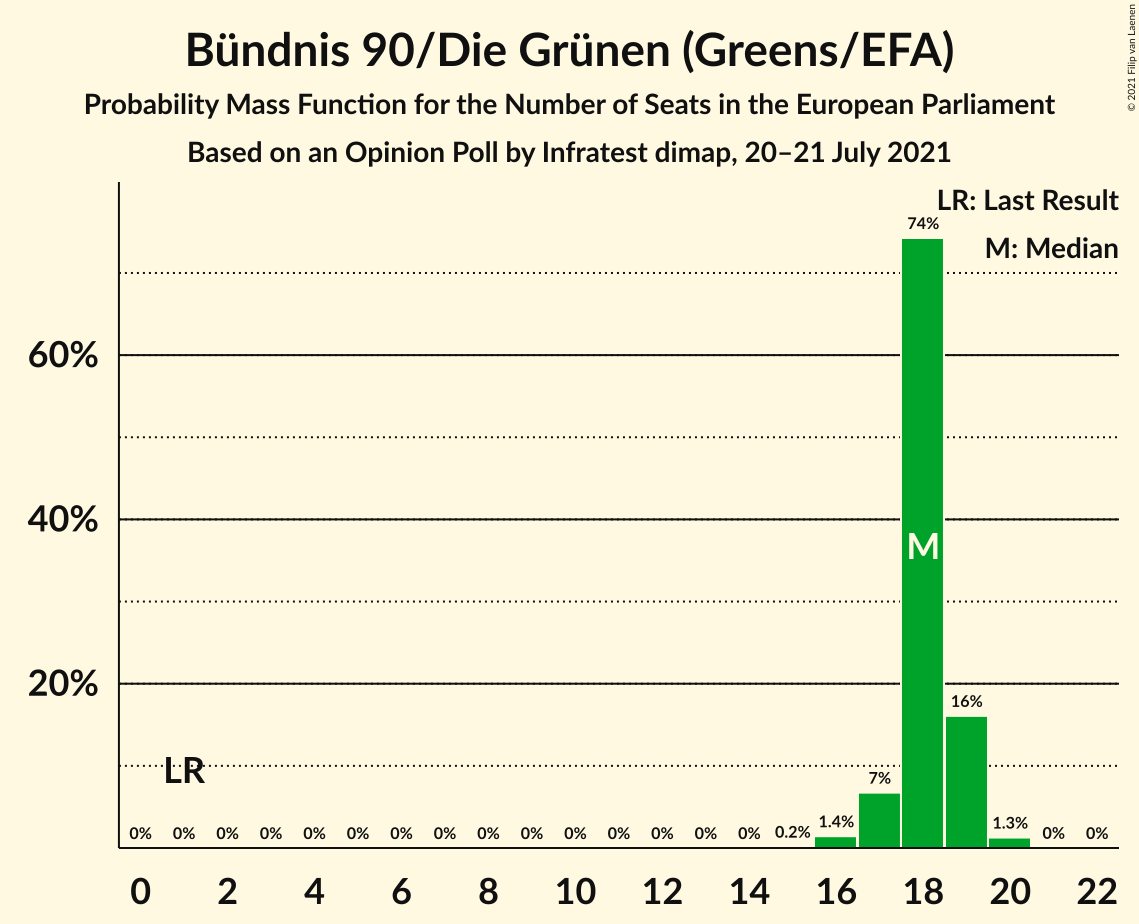 Bündnis 90/Die Grünen (Greens/EFA)
Probability Mass Function for the Number of Seats in the European Parliament
Based on an Opinion Poll by Infratest dimap, 20–21 July 2021
© 2021 Filip van Laenen
LR: Last Result
M: Median
74%
60%
40%
M
20%
16%
LR
7%
0% 0% 0% 0% 0% 0% 0% 0% 0% 0% 0% 0% 0% 0% 0% 0.2% 1.4% 1.3% 0% 0%
0 2 4 6 8 10 12 14 16 18 20 22